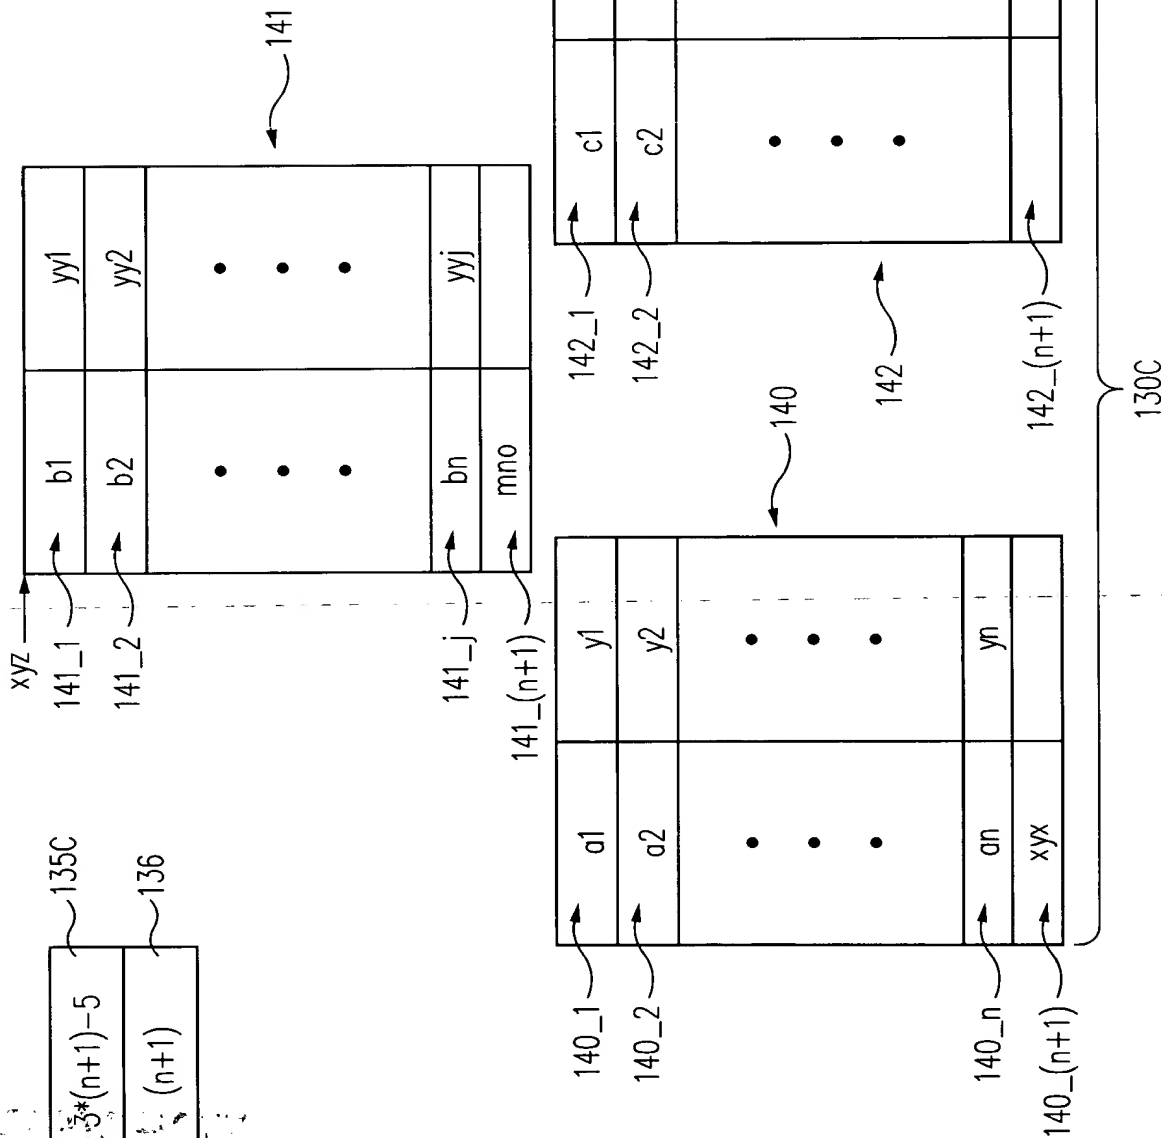 3*(n+1)-5
135C
(n+1)
136
xyz
141_1
141_2
141_j
141_(n+1)
b1 yy1
b2 yy2
bn yyj
mno
141
140_1
140_2
140_n
140_(n+1)
a1 y1
a2 y2
an yn
xyx
140
142_1
142_2
142
142_(n+1)
c1
c2
130C